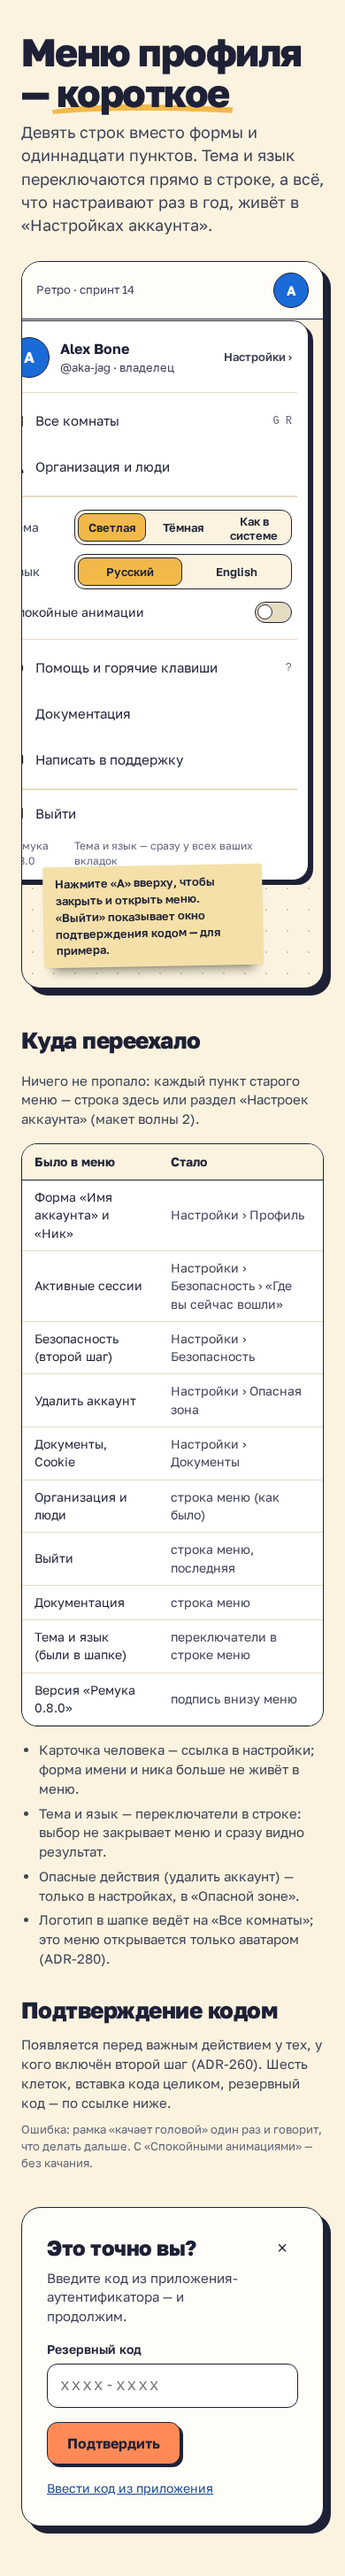 Меню профиля
— короткое
Девять строк вместо формы и
одиннадцати пунктов. Тема и язык
переключаются прямо в строке, а всё,
что настраивают раз в год, живёт в
«Настройках аккаунта».
Ретро · спринт 14
А
А
Alex Bone
@aka-jag · владелец
Настройки ›
Все комнаты
G R
Организация и люди
ма
Светлая
Тёмная
Как в
системе
зык
Русский
English
покойные анимации
Помощь и горячие клавиши
?
Документация
Написать в поддержку
Выйти
емука
Тема и язык — сразу у всех ваших
8.0
вкладок
Нажмите «А» вверху, чтобы
закрыть и открыть меню.
«Выйти» показывает окно
подтверждения кодом — для
примера.
Куда переехало
Ничего не пропало: каждый пункт старого
меню — строка здесь или раздел «Настроек
аккаунта» (макет волны 2).
Было в меню
Стало
Форма «Имя
аккаунта» и
«Ник»
Настройки › Профиль
Активные сессии
Настройки ›
Безопасность › «Где
вы сейчас вошли»
Безопасность
(второй шаг)
Настройки ›
Безопасность
Удалить аккаунт
Настройки › Опасная
зона
Документы,
Cookie
Настройки ›
Документы
Организация и
люди
строка меню (как
было)
Выйти
строка меню,
последняя
Документация
строка меню
Тема и язык
(были в шапке)
переключатели в
строке меню
Версия «Ремука
0.8.0»
подпись внизу меню
• Карточка человека — ссылка в настройки;
форма имени и ника больше не живёт в
меню.
• Тема и язык — переключатели в строке:
выбор не закрывает меню и сразу видно
результат.
• Опасные действия (удалить аккаунт) —
только в настройках, в «Опасной зоне».
• Логотип в шапке ведёт на «Все комнаты»;
это меню открывается только аватаром
(ADR-280).
Подтверждение кодом
Появляется перед важным действием у тех, у
кого включён второй шаг (ADR-260). Шесть
клеток, вставка кода целиком, резервный
код — по ссылке ниже.
Ошибка: рамка «качает головой» один раз и говорит,
что делать дальше. С «Спокойными анимациями» —
без качания.
Это точно вы?
×
Введите код из приложения-
аутентификатора — и
продолжим.
Резервный код
XXXX-XXXX
Подтвердить
Ввести код из приложения